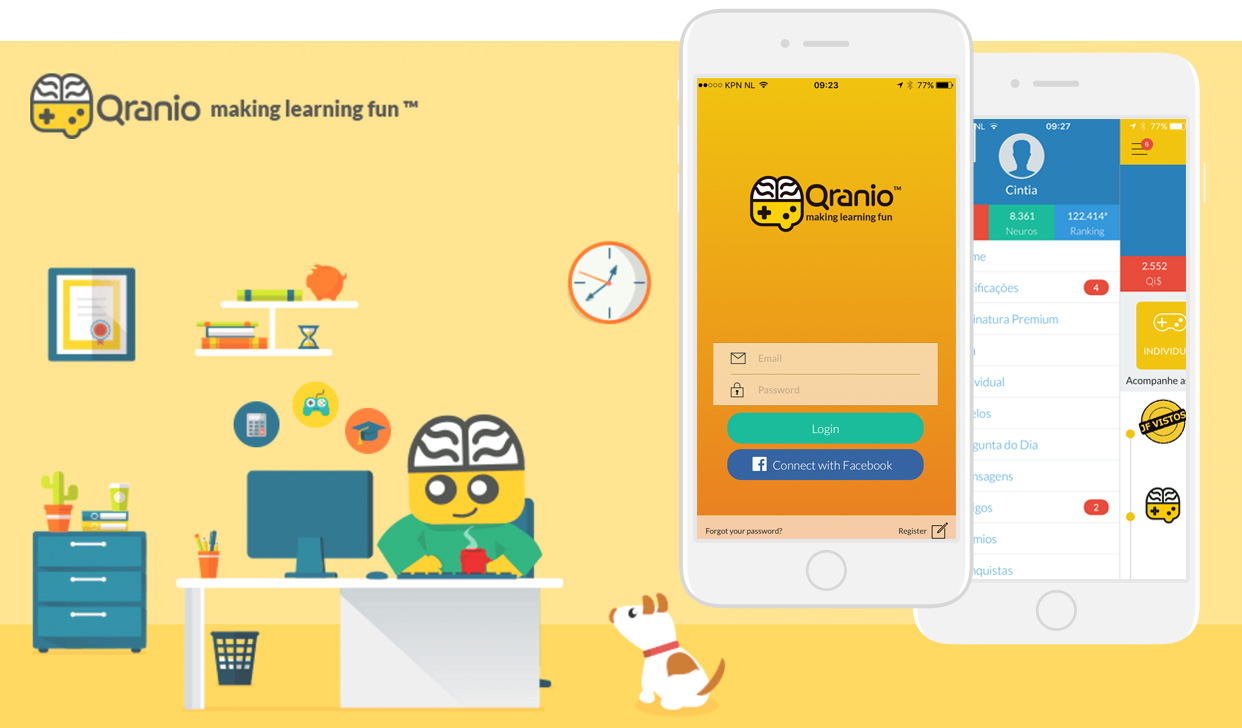 Qranio making learning fun ™
KPN NL 09:23 77%
Qranio™
making learning fun
Email
Password
Login
Connect with Facebook
Forgot your password? Register
NL 09:27 77%
6
Cintia
8.361 122.414º
Neuros Ranking
me
ificações 4
inatura Premium
vidual
elos
gunta do Dia
nsagens
gos 2
mios
nquistas
2.552
Qi$
INDIVIDU
Acompanhe a
JF VISTOS